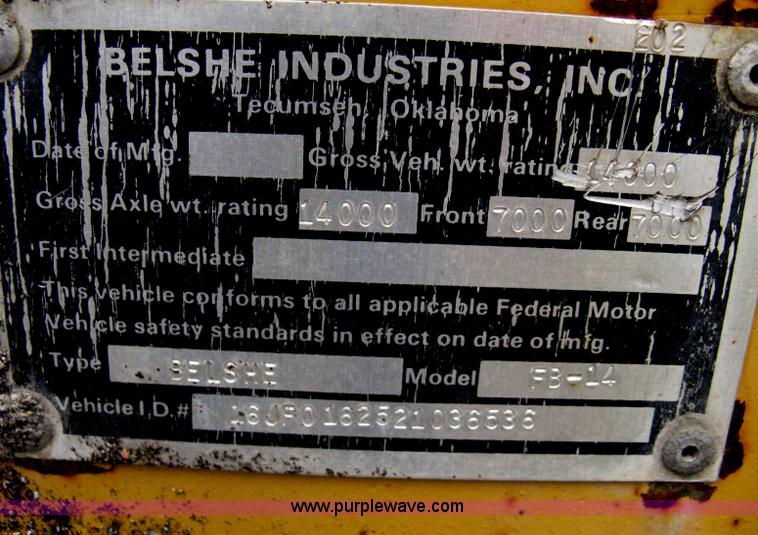 202
BELSHE INDUSTRIES, INC.
Tecumseh, Oklahoma
Date of Mfg. Gross Veh. wt. rating 14000
Gross Axle wt. rating 14000 Front 7000 Rear 7000
First Intermediate
This vehicle conforms to all applicable Federal Motor
Vehicle safety standards in effect on date of mfg.
Type BELSHE Model FB-14
Vehicle I.D.# 16JF0162521036536
www.purplewave.com